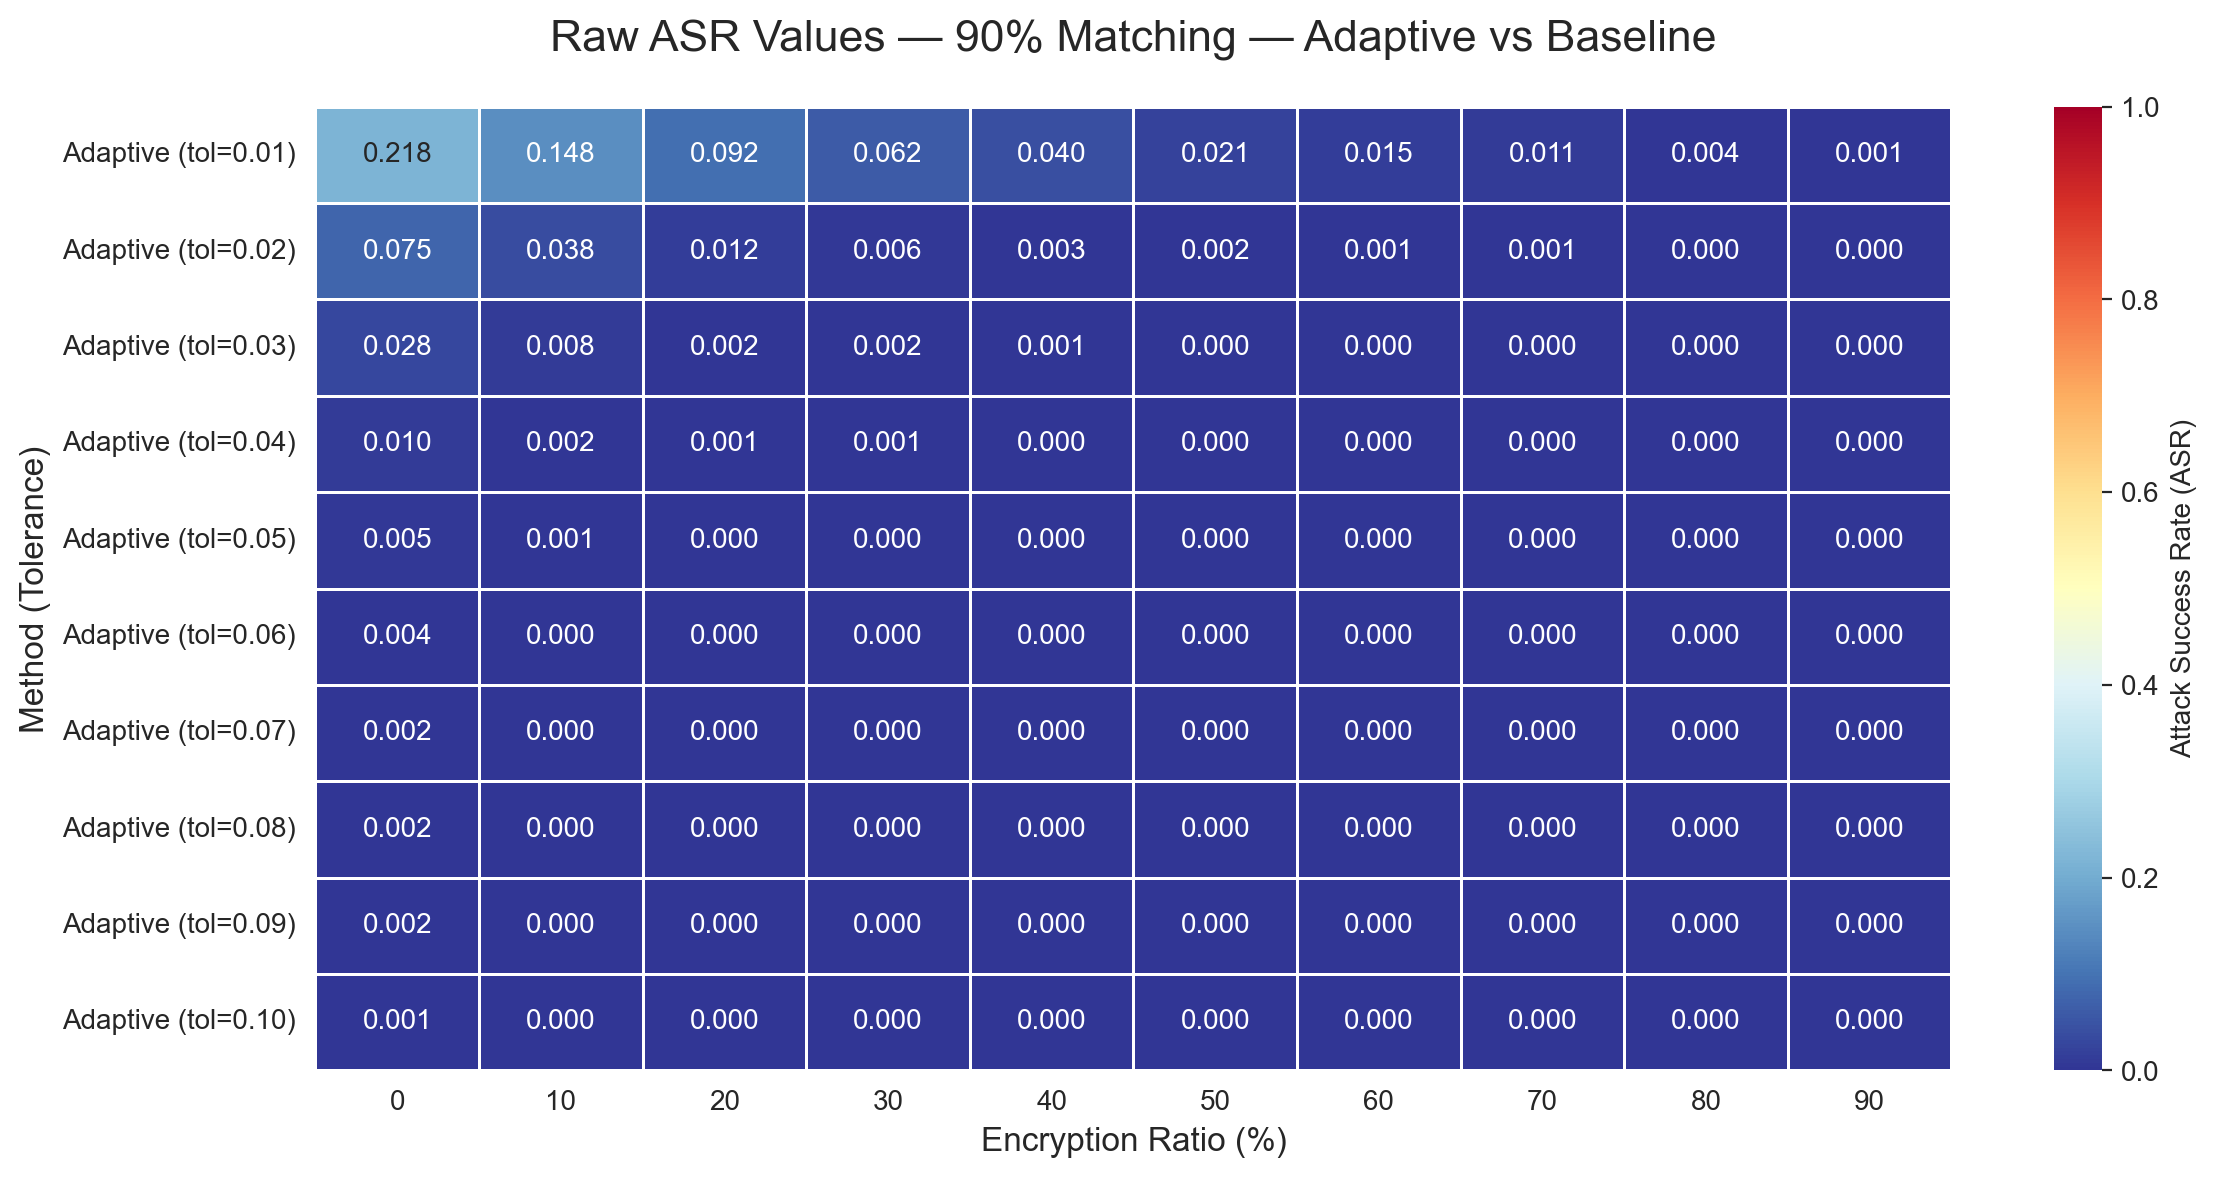 Raw ASR Values — 90% Matching — Adaptive vs Baseline
Adaptive (tol=0.01) 0.218 0.148 0.092 0.062 0.040 0.021 0.015 0.011 0.004 0.001
Adaptive (tol=0.02) 0.075 0.038 0.012 0.006 0.003 0.002 0.001 0.001 0.000 0.000
Adaptive (tol=0.03) 0.028 0.008 0.002 0.002 0.001 0.000 0.000 0.000 0.000 0.000
Adaptive (tol=0.04) 0.010 0.002 0.001 0.001 0.000 0.000 0.000 0.000 0.000 0.000
Adaptive (tol=0.05) 0.005 0.001 0.000 0.000 0.000 0.000 0.000 0.000 0.000 0.000
Adaptive (tol=0.06) 0.004 0.000 0.000 0.000 0.000 0.000 0.000 0.000 0.000 0.000
Adaptive (tol=0.07) 0.002 0.000 0.000 0.000 0.000 0.000 0.000 0.000 0.000 0.000
Adaptive (tol=0.08) 0.002 0.000 0.000 0.000 0.000 0.000 0.000 0.000 0.000 0.000
Adaptive (tol=0.09) 0.002 0.000 0.000 0.000 0.000 0.000 0.000 0.000 0.000 0.000
Adaptive (tol=0.10) 0.001 0.000 0.000 0.000 0.000 0.000 0.000 0.000 0.000 0.000
0 10 20 30 40 50 60 70 80 90
Encryption Ratio (%)
Method (Tolerance)
1.0
0.8
0.6
0.4
0.2
0.0
Attack Success Rate (ASR)